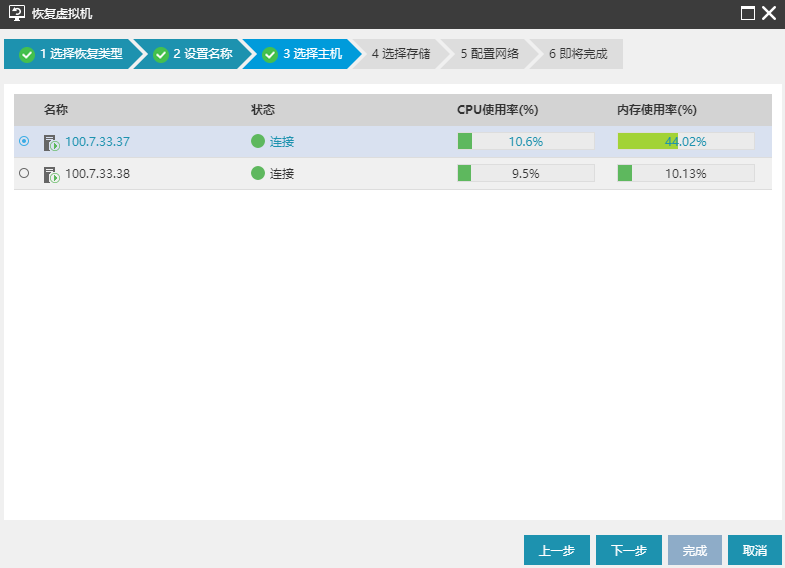 恢复虚拟机
1 选择恢复类型 2 设置名称 3 选择主机 4 选择存储 5 配置网络 6 即将完成
名称 状态 CPU使用率(%) 内存使用率(%)
100.7.33.37 连接 10.6% 44.02%
100.7.33.38 连接 9.5% 10.13%
上一步 下一步 完成 取消